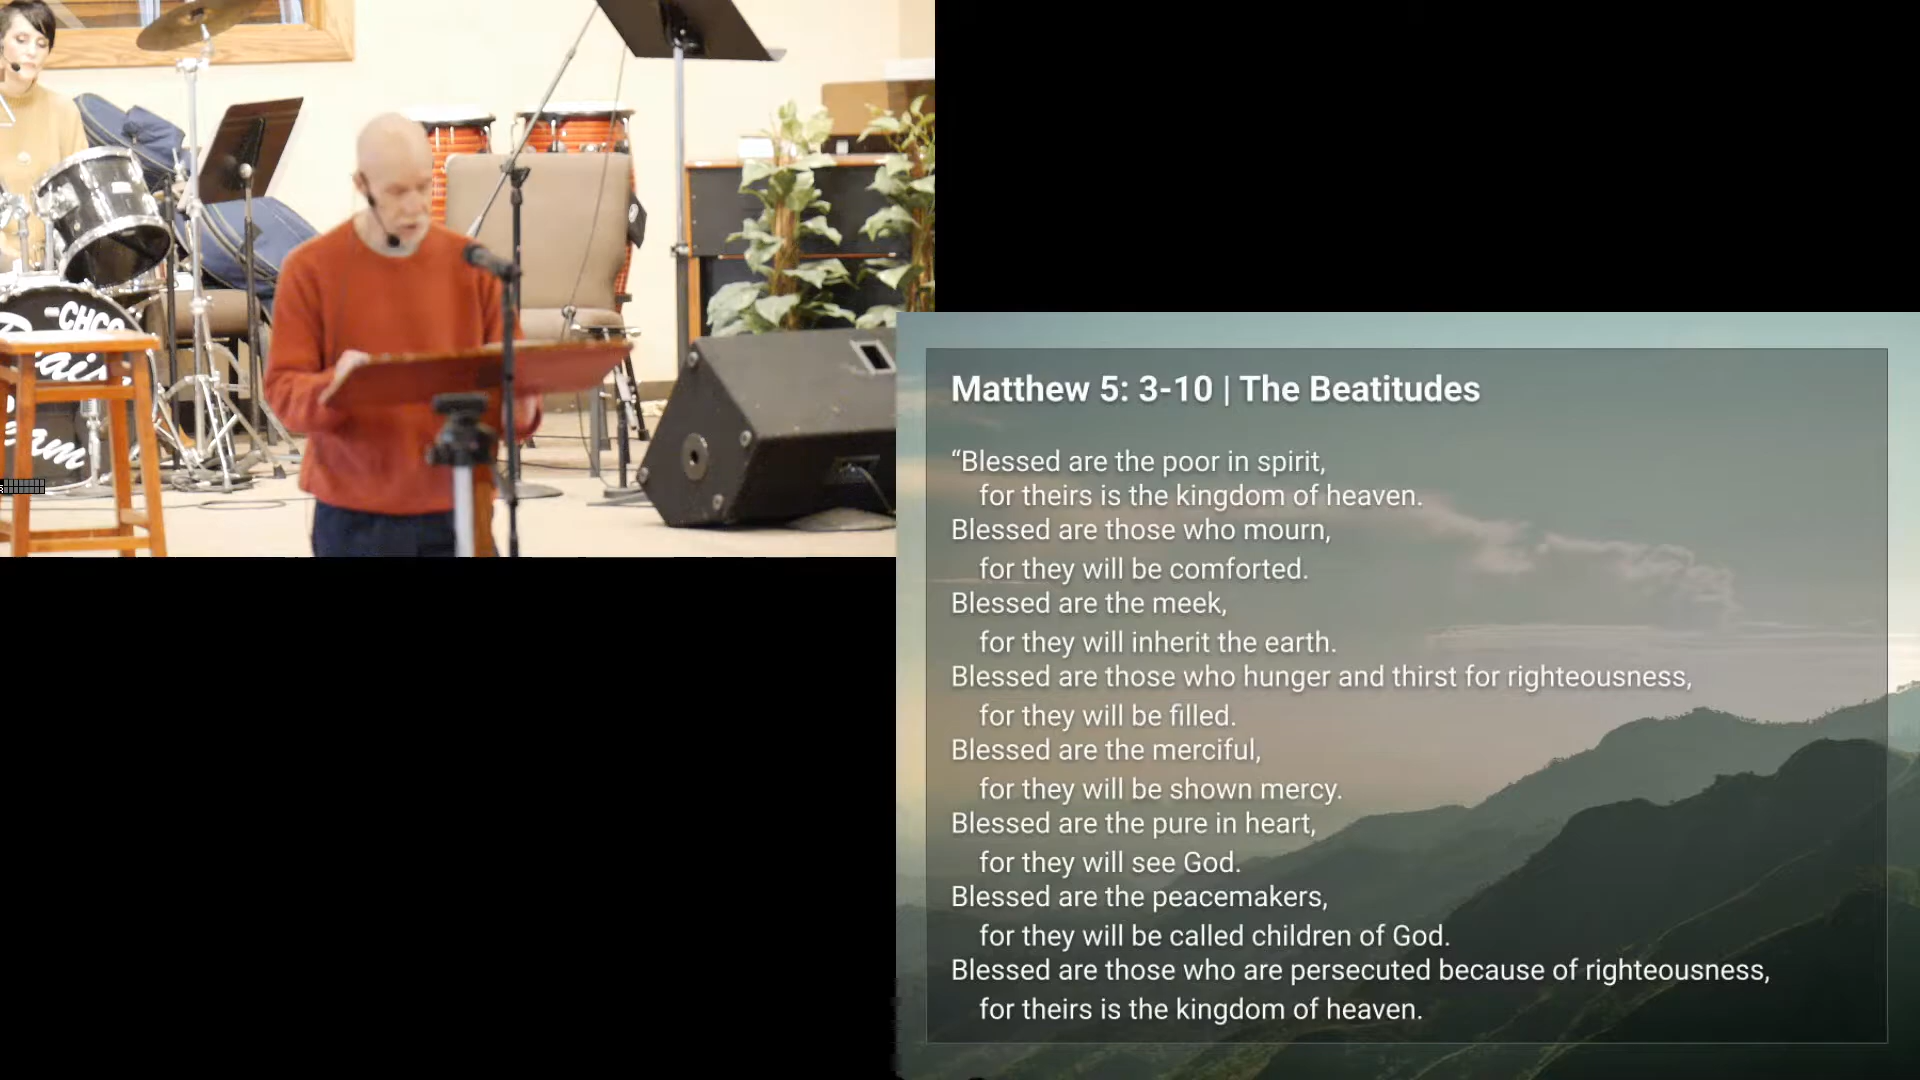 -CHCC
Matthew 5: 3-10 | The Beatitudes
“Blessed are the poor in spirit,
for theirs is the kingdom of heaven.
Blessed are those who mourn,
for they will be comforted.
Blessed are the meek,
for they will inherit the earth.
Blessed are those who hunger and thirst for righteousness,
for they will be filled.
Blessed are the merciful,
for they will be shown mercy.
Blessed are the pure in heart,
for they will see God.
Blessed are the peacemakers,
for they will be called children of God.
Blessed are those who are persecuted because of righteousness,
for theirs is the kingdom of heaven.